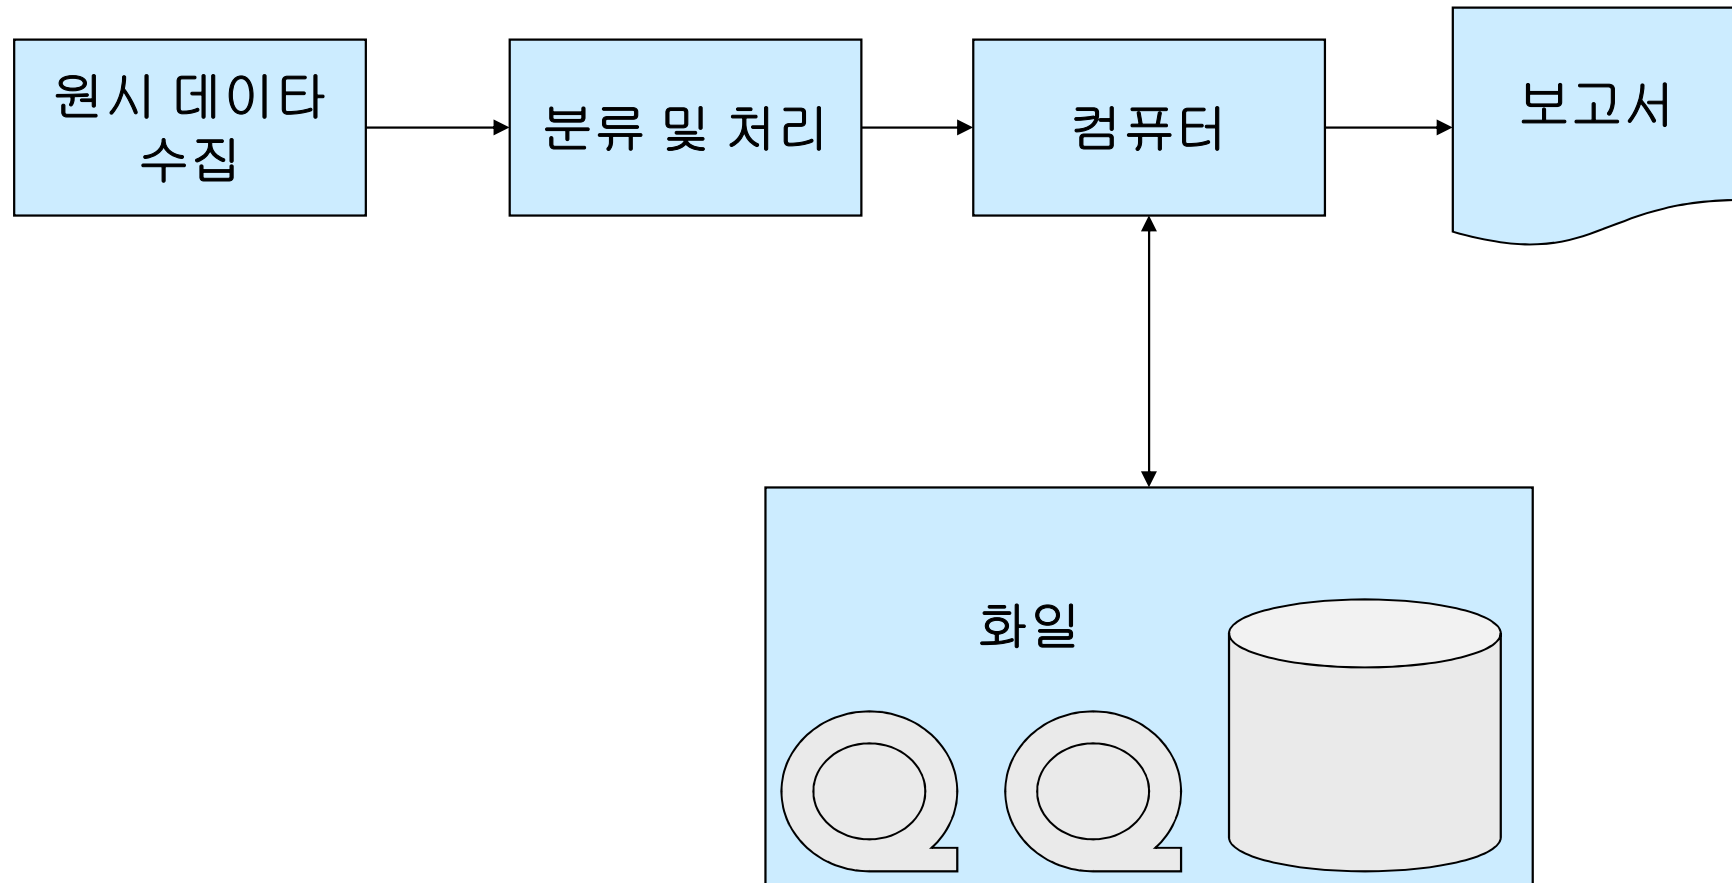 원시 데이타
수집
분류 및 처리
컴퓨터
보고서
화일